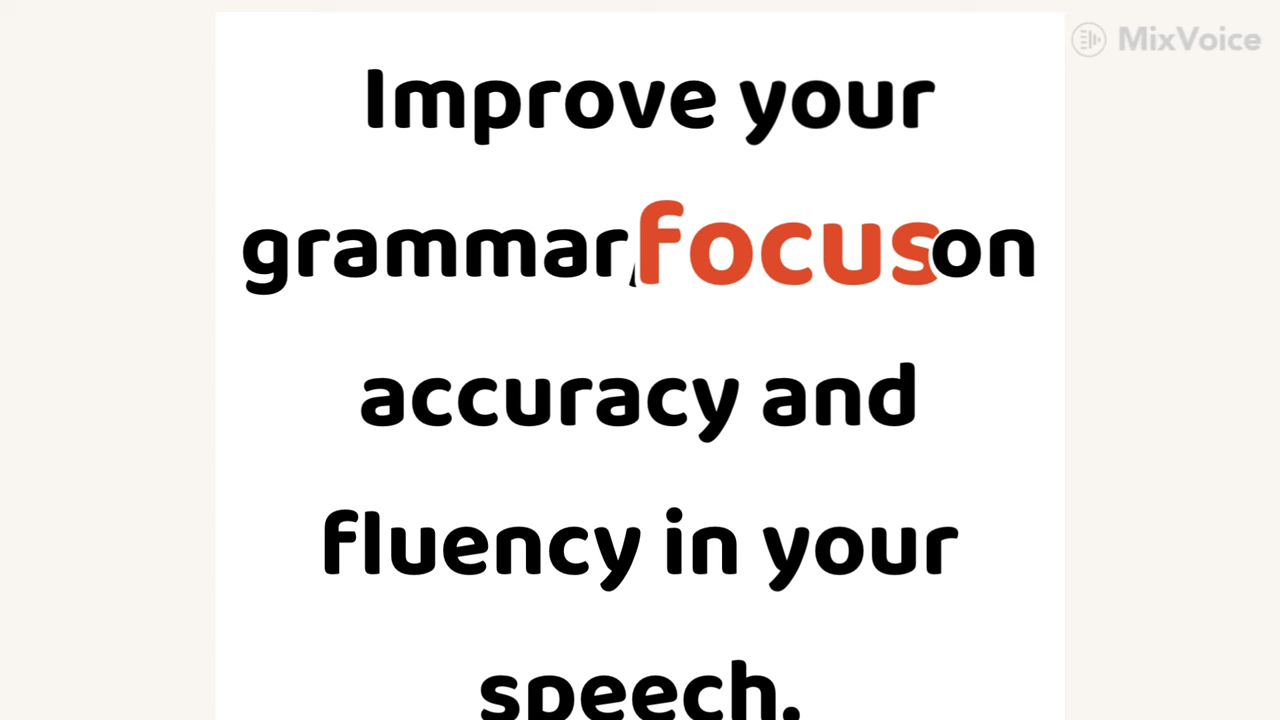 MixVoice
Improve your
grammar, focus on
accuracy and
fluency in your
speech.